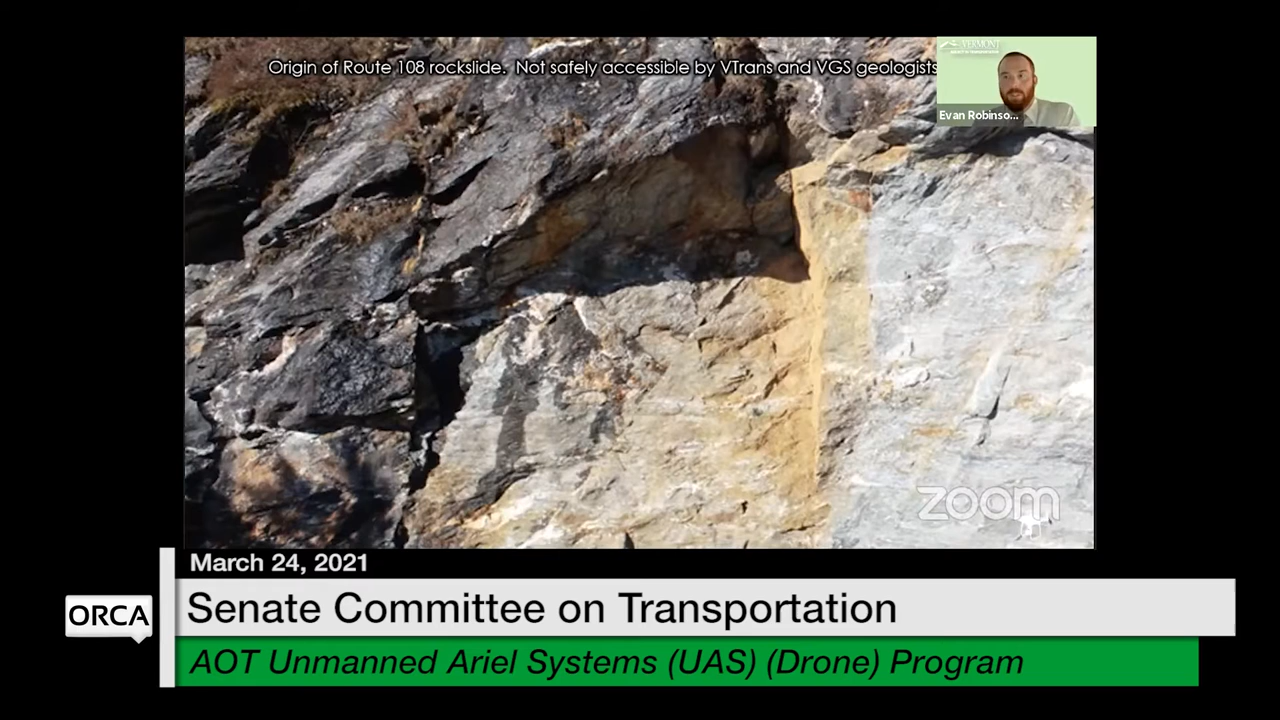 Origin of Route 108 rockslide. Not safely accessible by VTrans and VGS geologists
VERMONT
Evan Robinso...
zoom
March 24, 2021
Senate Committee on Transportation
ORCA
AOT Unmanned Ariel Systems (UAS) (Drone) Program